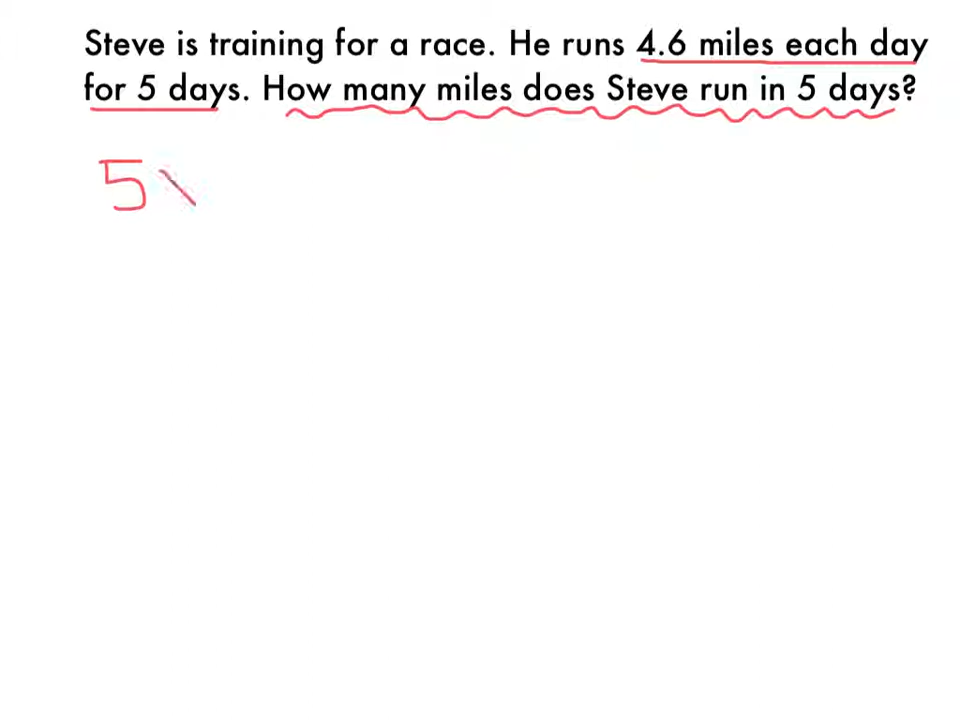 Steve is training for a race. He runs 4.6 miles each day
for 5 days. How many miles does Steve run in 5 days?
5